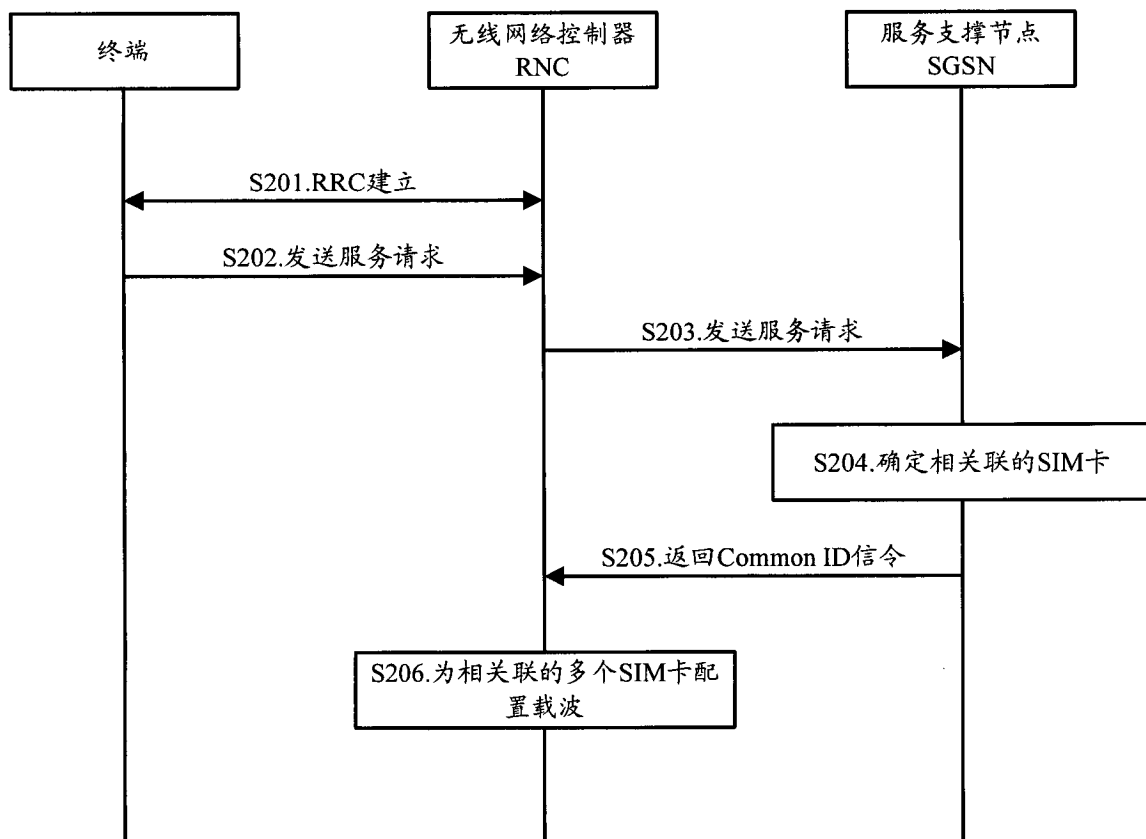 终端
无线网络控制器
RNC
服务支撑节点
SGSN
S201.RRC建立
S202.发送服务请求
S203.发送服务请求
S204.确定相关联的SIM卡
S205.返回Common ID信令
S206.为相关联的多个SIM卡配
置载波